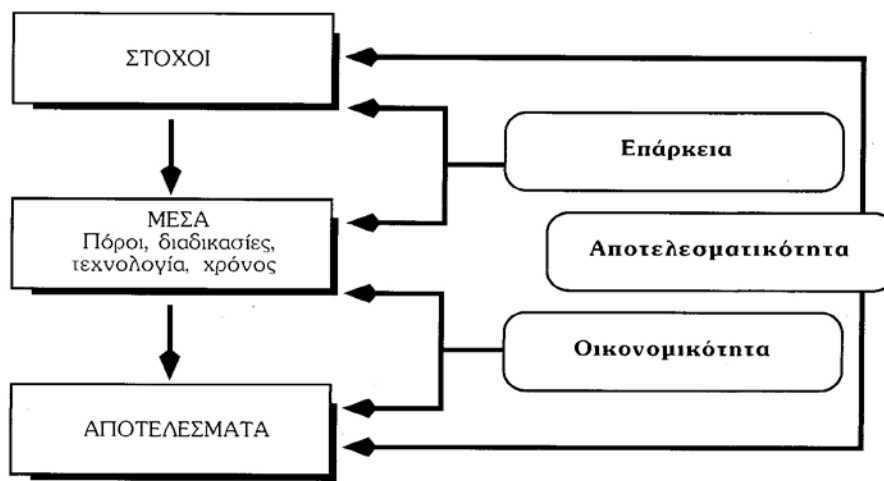 ΣΤΟΧΟΙ
Επάρκεια
ΜΕΣΑ
Πόροι, διαδικασίες,
τεχνολογία, χρόνος
Αποτελεσματικότητα
Οικονομικότητα
ΑΠΟΤΕΛΕΣΜΑΤΑ